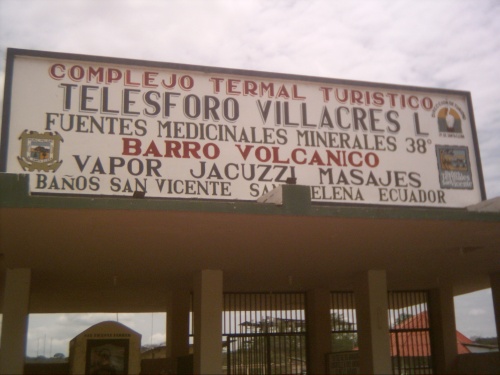 COMPLEJO TERMAL TURISTICO
TELESFORO VILLACRES L
FUENTES MEDICINALES MINERALES 38°
BARRO VOLCANICO
VAPOR JACUZZI MASAJES
BAÑOS SAN VICENTE SANTA ELENA ECUADOR